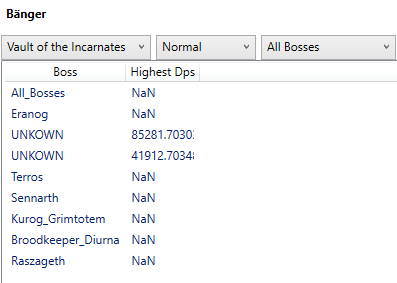 Bänger
Vault of the Incarnates Normal All Bosses
Boss Highest Dps
All_Bosses NaN
Eranog NaN
UNKOWN 85281.7030
UNKOWN 41912.70348
Terros NaN
Sennarth NaN
Kurog_Grimtotem NaN
Broodkeeper_Diurna NaN
Raszageth NaN